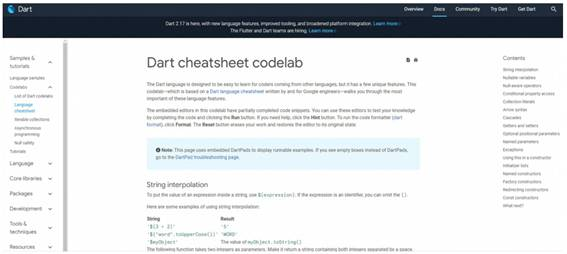 Dart
Overview
Docs
Community
Try Dart
Get Dart
Dart 2.17 is here, with new language features, improved tooling, and broadened platform integration. Learn more
The Flutter and Dart teams are hiring. Learn more
Samples & tutorials
Language samples
Codelabs
List of Dart codelabs
Language cheatsheet
Iterable collections
Asynchronous programming
Null safety
Tutorials
Language
Core libraries
Packages
Development
Tools & techniques
Resources
Dart cheatsheet codelab
The Dart language is designed to be easy to learn for coders coming from other languages, but it has a few unique features. This
codelab—which is based on a Dart language cheatsheet written by and for Google engineers—walks you through the most
important of these language features.
The embedded editors in this codelab have partially completed code snippets. You can use these editors to test your knowledge
by completing the code and clicking the Run button. If you need help, click the Hint button. To run the code formatter (dart
format), click Format. The Reset button erases your work and restores the editor to its original state.
Note: This page uses embedded DartPads to display runnable examples. If you see empty boxes instead of DartPads,
go to the DartPad troubleshooting page.
String interpolation
To put the value of an expression inside a string, use ${expression}. If the expression is an identifier, you can omit the {}.
Here are some examples of using string interpolation:
String Result
'${3 + 2}' '5'
'${"word".toUpperCase()}' 'WORD'
'$myObject' The value of myObject.toString()
The following function takes two integers as parameters. Make it return a string containing both integers separated by a space.
Contents
String interpolation
Nullable variables
Null-aware operators
Conditional property access
Collection literals
Arrow syntax
Cascades
Getters and setters
Optional positional parameters
Named parameters
Exceptions
Using this in a constructor
Initializer lists
Named constructors
Factory constructors
Redirecting constructors
Const constructors
What next?